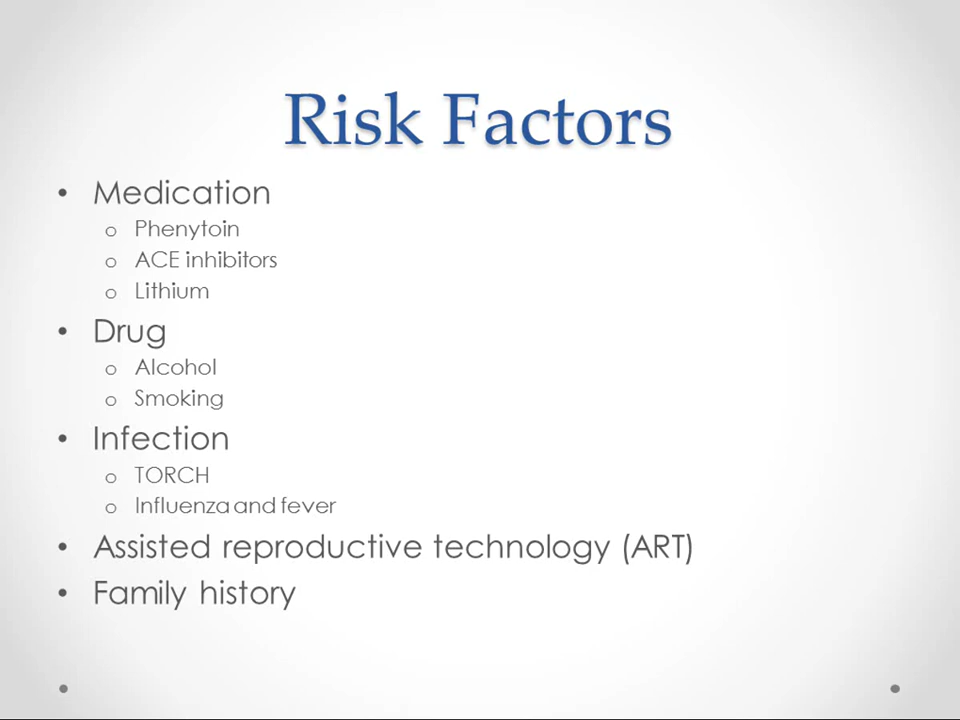 Risk Factors
• Medication
o Phenytoin
o ACE inhibitors
o Lithium
• Drug
o Alcohol
o Smoking
• Infection
o TORCH
o Influenza and fever
• Assisted reproductive technology (ART)
• Family history